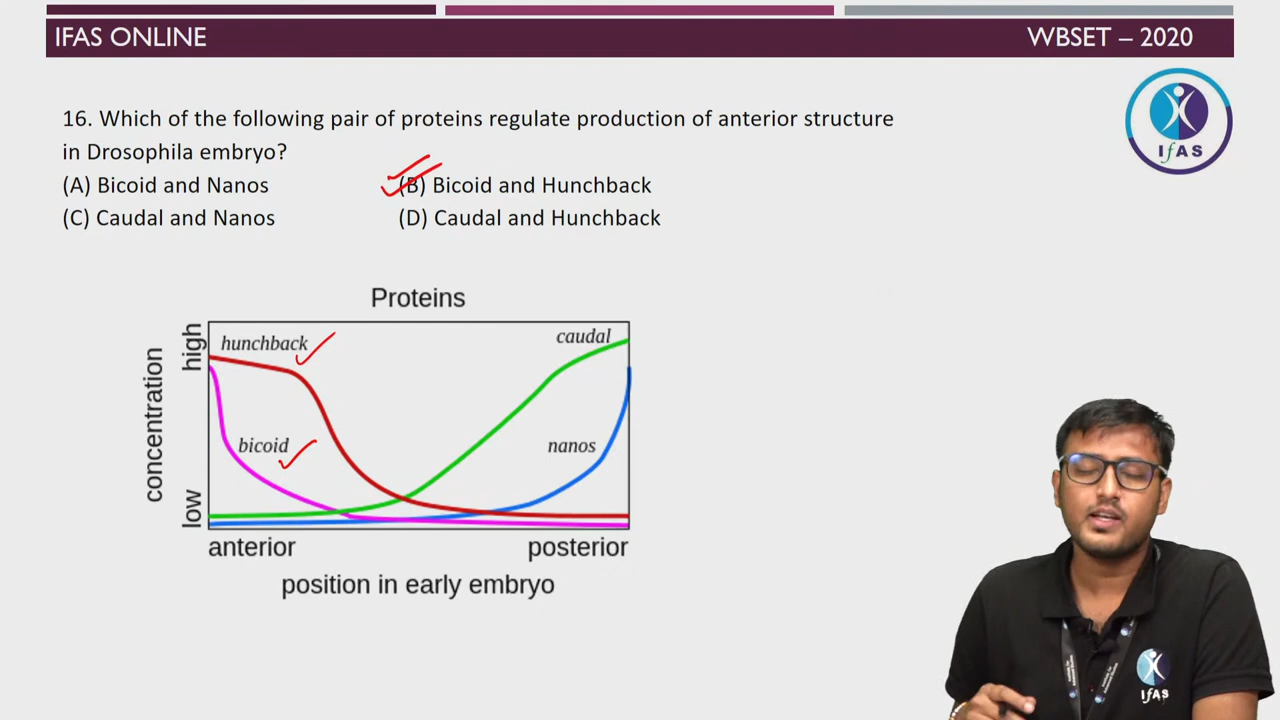 IFAS ONLINE
WBSET – 2020
16. Which of the following pair of proteins regulate production of anterior structure
in Drosophila embryo?
(A) Bicoid and Nanos
(B) Bicoid and Hunchback
(C) Caudal and Nanos
(D) Caudal and Hunchback
IfAS
Proteins
high
hunchback
caudal
concentration
bicoid
nanos
low
anterior
posterior
position in early embryo
IfAS